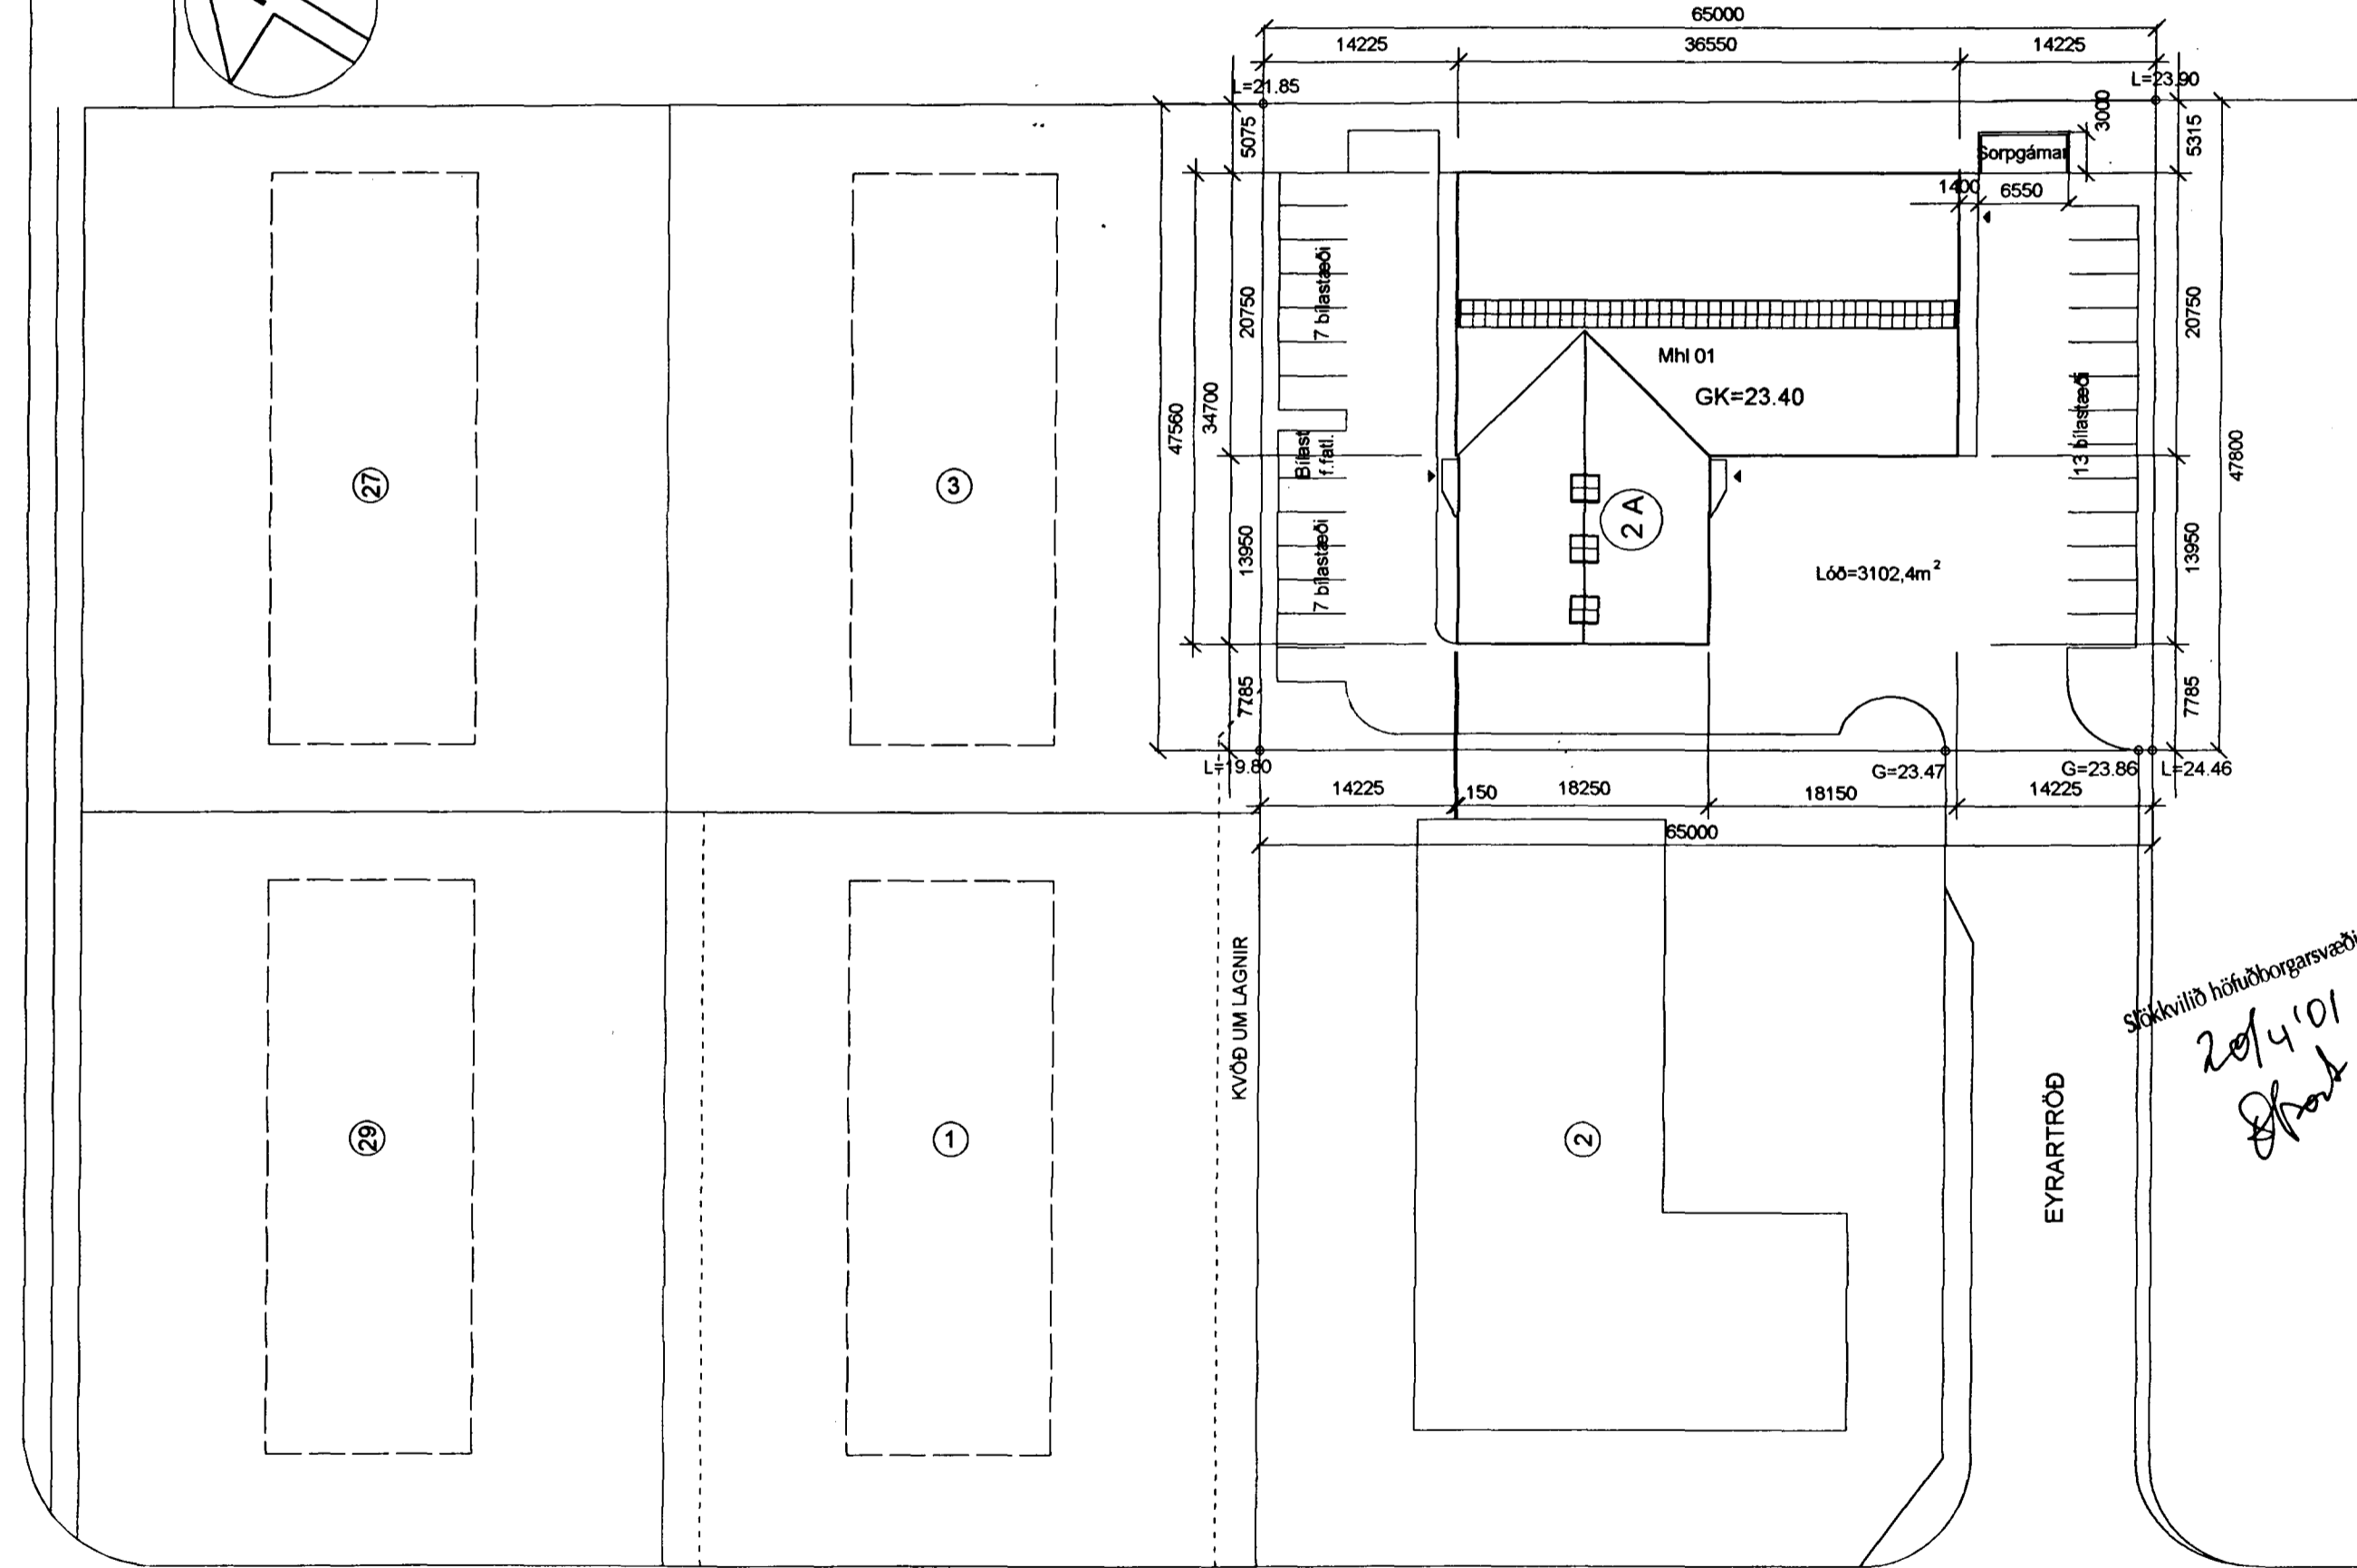 65000
14225
36550
14225
L=21.85
L=23.90
3000
5075
5315
Sorpgámar
1400
6550
7 bílastæði
20750
20750
Mhl 01
GK=23.40
34700
47560
13 bílastæði
Bílast
f.fatl.
47800
27
3
2 A
13950
13950
7 bílastæði
Lóð=3102,4m²
7785
7785
L=19.80
G=23.47
G=23.86
L=24.46
14225
150
18250
18150
14225
65000
KVÖÐ UM LAGNIR
Slökkvilið höfuðborgarsvæði
20/4 '01
EYRARTRÖÐ
29
1
2